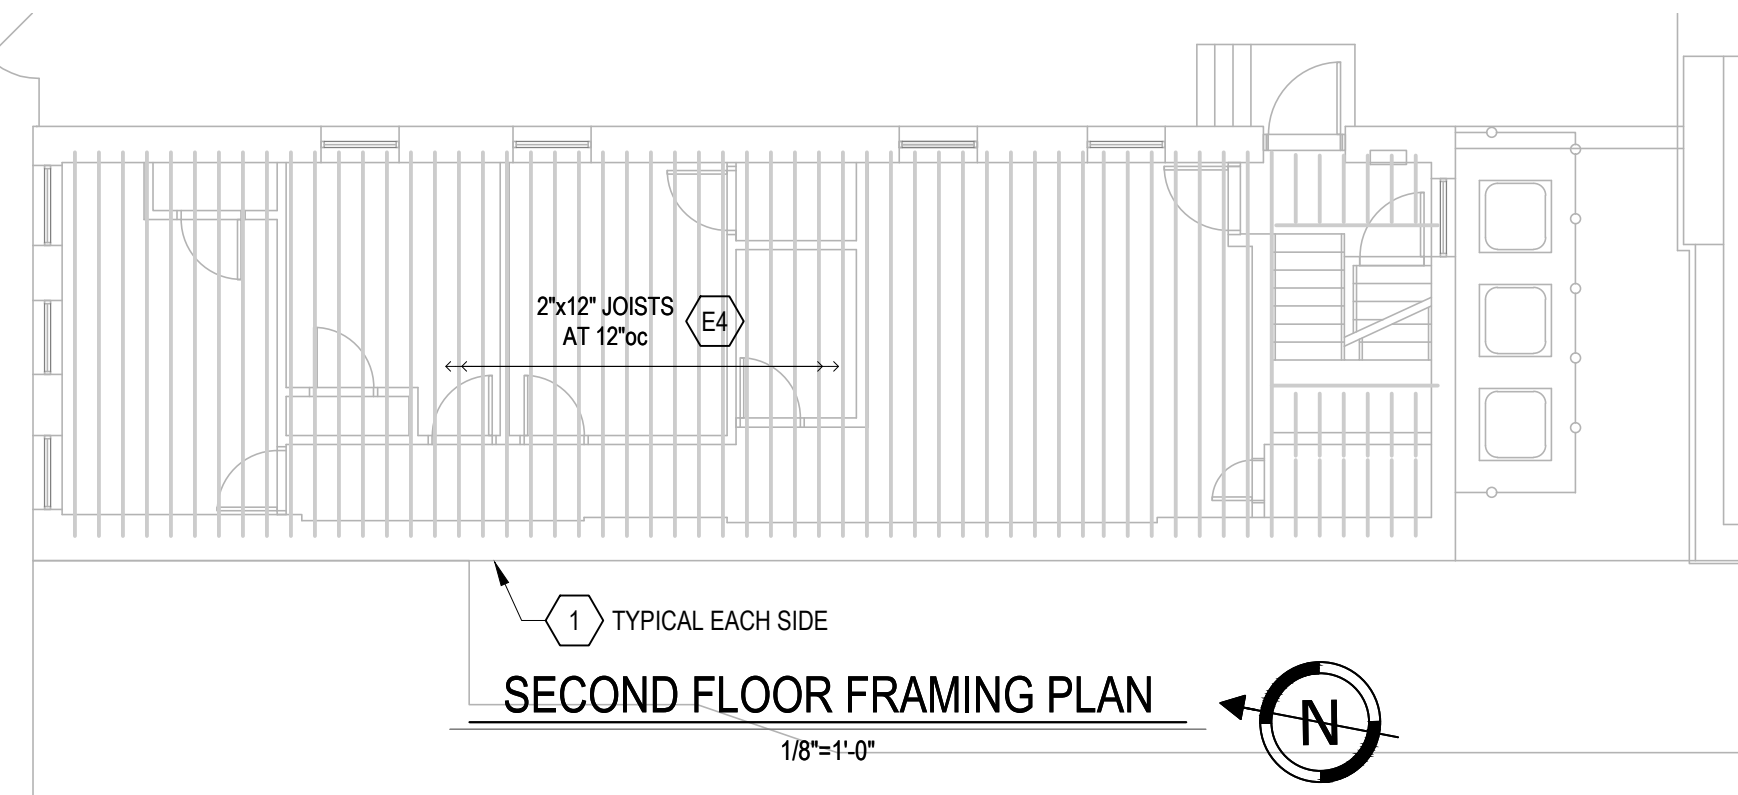 2"x12" JOISTS
AT 12"oc
E4
1
TYPICAL EACH SIDE
SECOND FLOOR FRAMING PLAN
1/8"=1'-0"
N